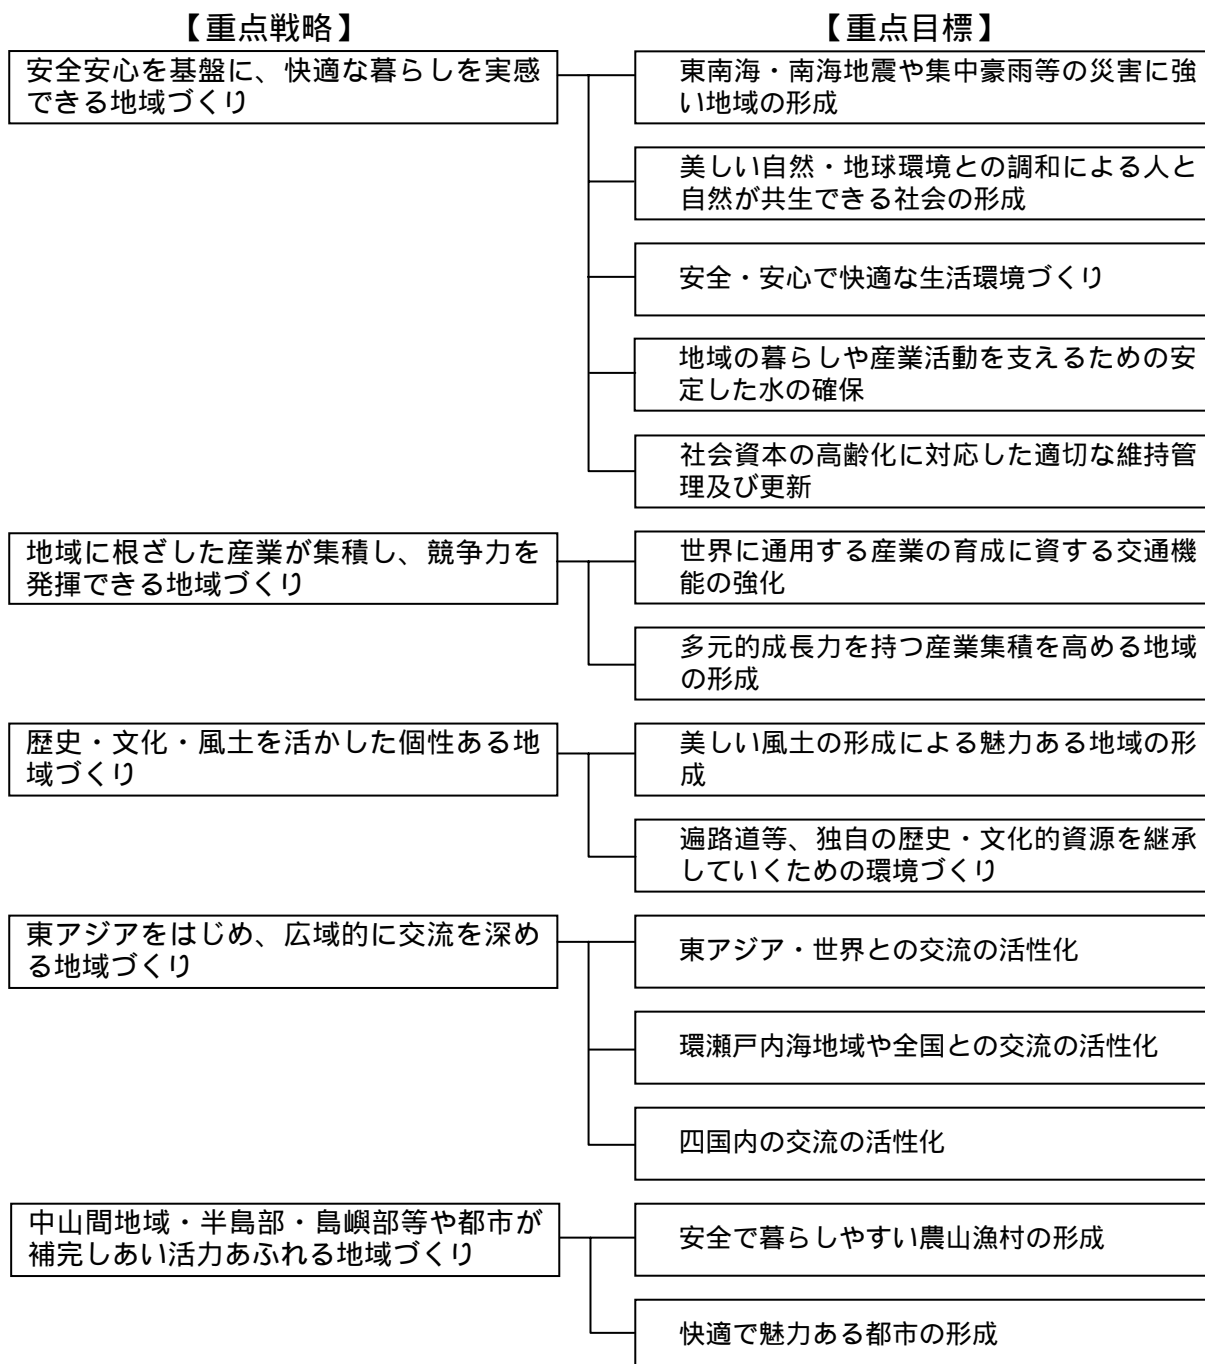 【重点戦略】
【重点目標】
安全安心を基盤に、快適な暮らしを実感
できる地域づくり
東南海・南海地震や集中豪雨等の災害に強
い地域の形成
美しい自然・地球環境との調和による人と
自然が共生できる社会の形成
安全・安心で快適な生活環境づくり
地域の暮らしや産業活動を支えるための安
定した水の確保
社会資本の高齢化に対応した適切な維持管
理及び更新
地域に根ざした産業が集積し、競争力を
発揮できる地域づくり
世界に通用する産業の育成に資する交通機
能の強化
多元的成長力を持つ産業集積を高める地域
の形成
歴史・文化・風土を活かした個性ある地
域づくり
美しい風土の形成による魅力ある地域の形
成
遍路道等、独自の歴史・文化的資源を継承
していくための環境づくり
東アジアをはじめ、広域的に交流を深め
る地域づくり
東アジア・世界との交流の活性化
環瀬戸内海地域や全国との交流の活性化
四国内の交流の活性化
中山間地域・半島部・島嶼部等や都市が
補完しあい活力あふれる地域づくり
安全で暮らしやすい農山漁村の形成
快適で魅力ある都市の形成